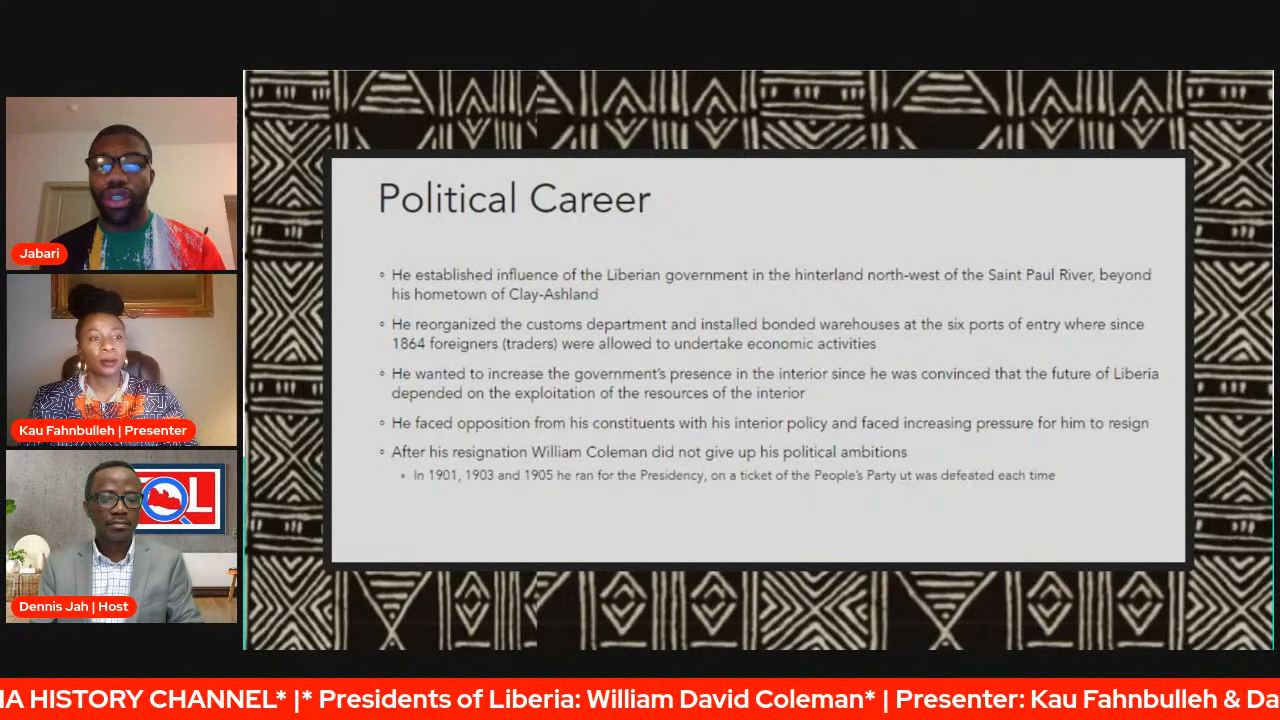 Political Career
◦ He established influence of the Liberian government in the hinterland north-west of the Saint Paul River, beyond
his hometown of Clay-Ashland
◦ He reorganized the customs department and installed bonded warehouses at the six ports of entry where since
1864 foreigners (traders) were allowed to undertake economic activities
◦ He wanted to increase the government's presence in the interior since he was convinced that the future of Liberia
depended on the exploitation of the resources of the interior
◦ He faced opposition from his constituents with his interior policy and faced increasing pressure for him to resign
◦ After his resignation William Coleman did not give up his political ambitions
◦ In 1901, 1903 and 1905 he ran for the Presidency, on a ticket of the People's Party ut was defeated each time
Jabari
Kau Fahnbulleh | Presenter
OL
Dennis Jah | Host
IA HISTORY CHANNEL* |* Presidents of Liberia: William David Coleman* | Presenter: Kau Fahnbulleh & Da